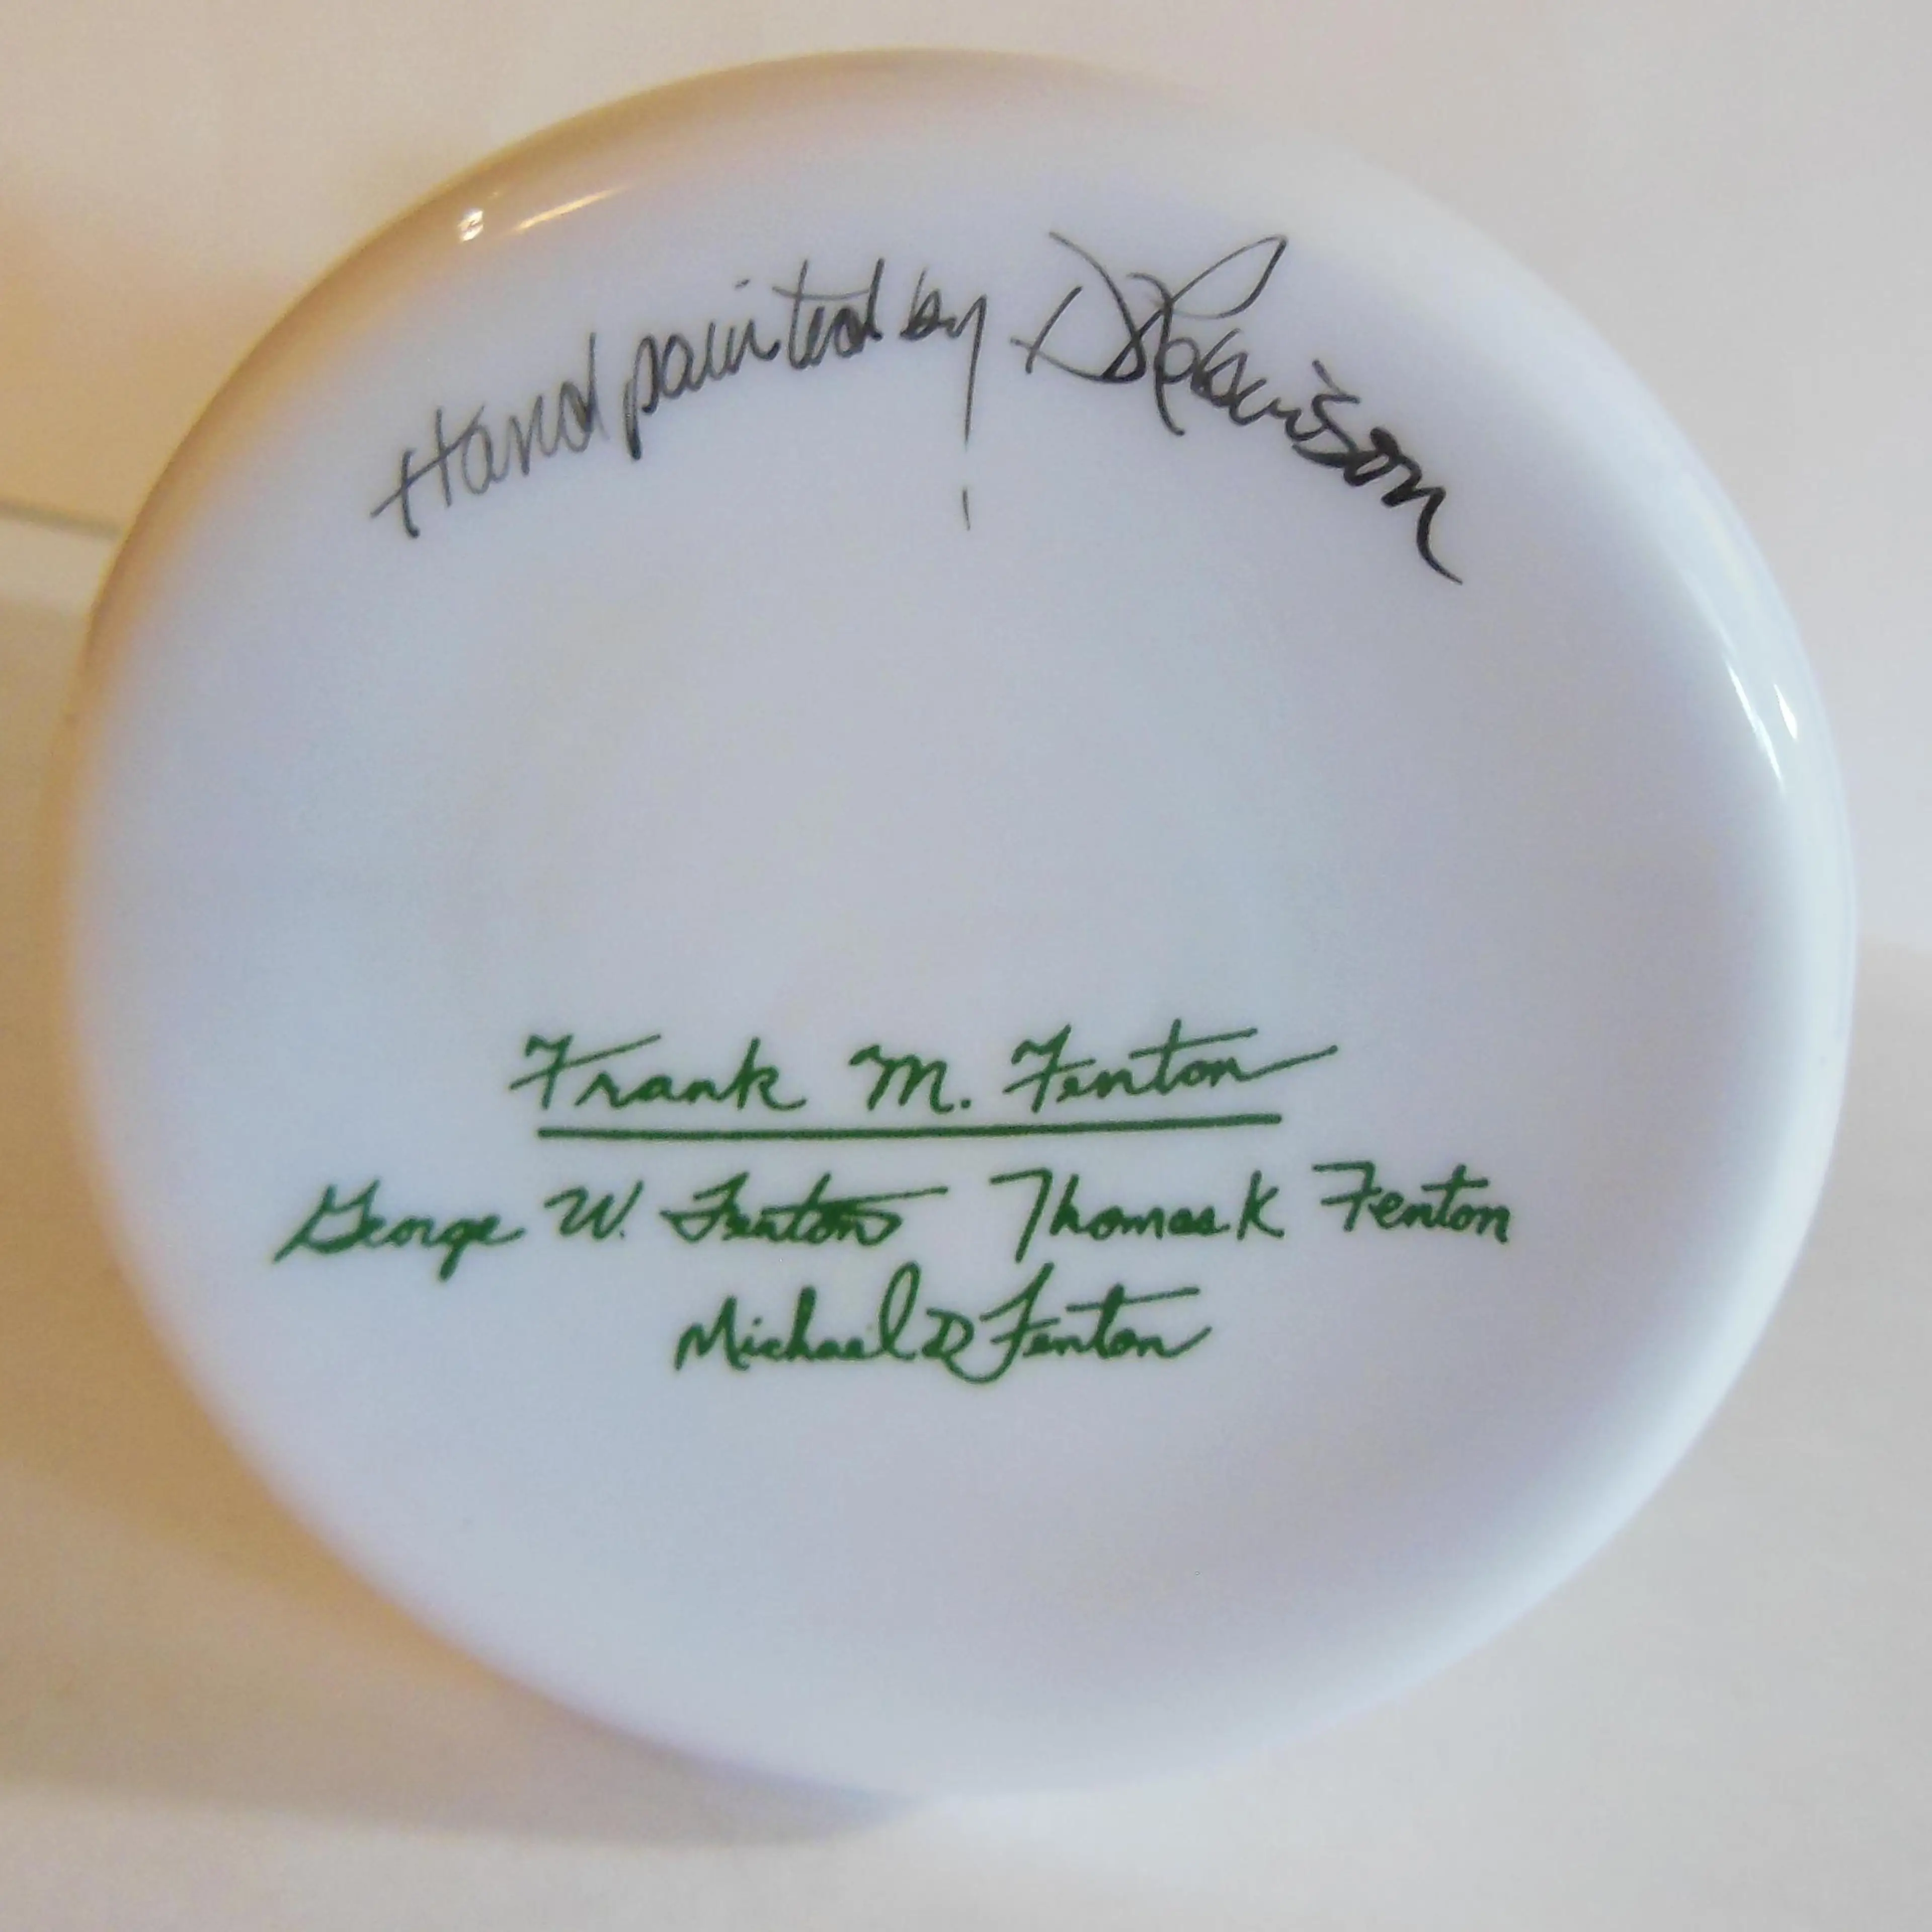 Hand painted by D Robinson
Frank M. Fenton
George W. Fenton Thomas K Fenton
Michael D Fenton